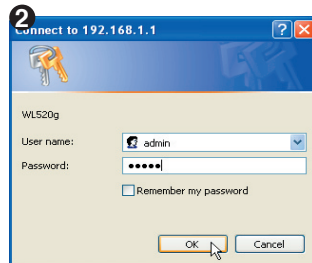 2
Connect to 192.168.1.1
WL520g
User name: admin
Password: •••••
Remember my password
OK Cancel